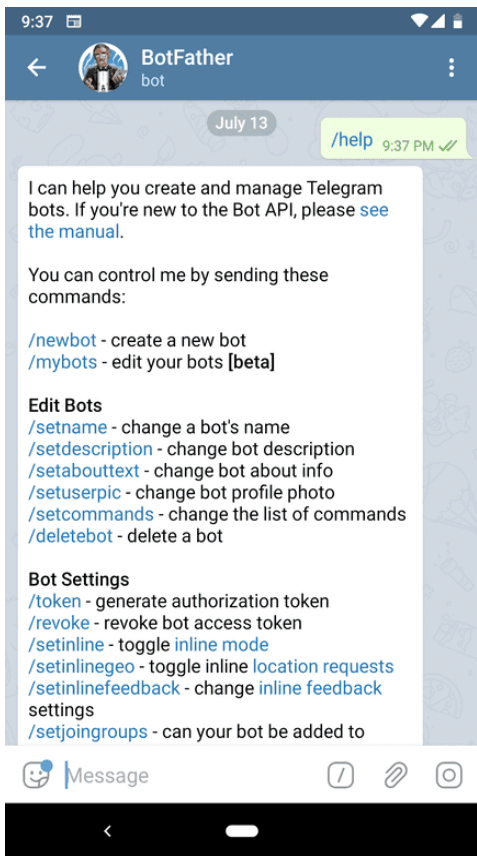 9:37
BotFather
bot
July 13
/help 9:37 PM
I can help you create and manage Telegram
bots. If you're new to the Bot API, please see
the manual.
You can control me by sending these
commands:
/newbot - create a new bot
/mybots - edit your bots [beta]
Edit Bots
/setname - change a bot's name
/setdescription - change bot description
/setabouttext - change bot about info
/setuserpic - change bot profile photo
/setcommands - change the list of commands
/deletebot - delete a bot
Bot Settings
/token - generate authorization token
/revoke - revoke bot access token
/setinline - toggle inline mode
/setinlinegeo - toggle inline location requests
/setinlinefeedback - change inline feedback
settings
/setjoingroups - can your bot be added to
Message